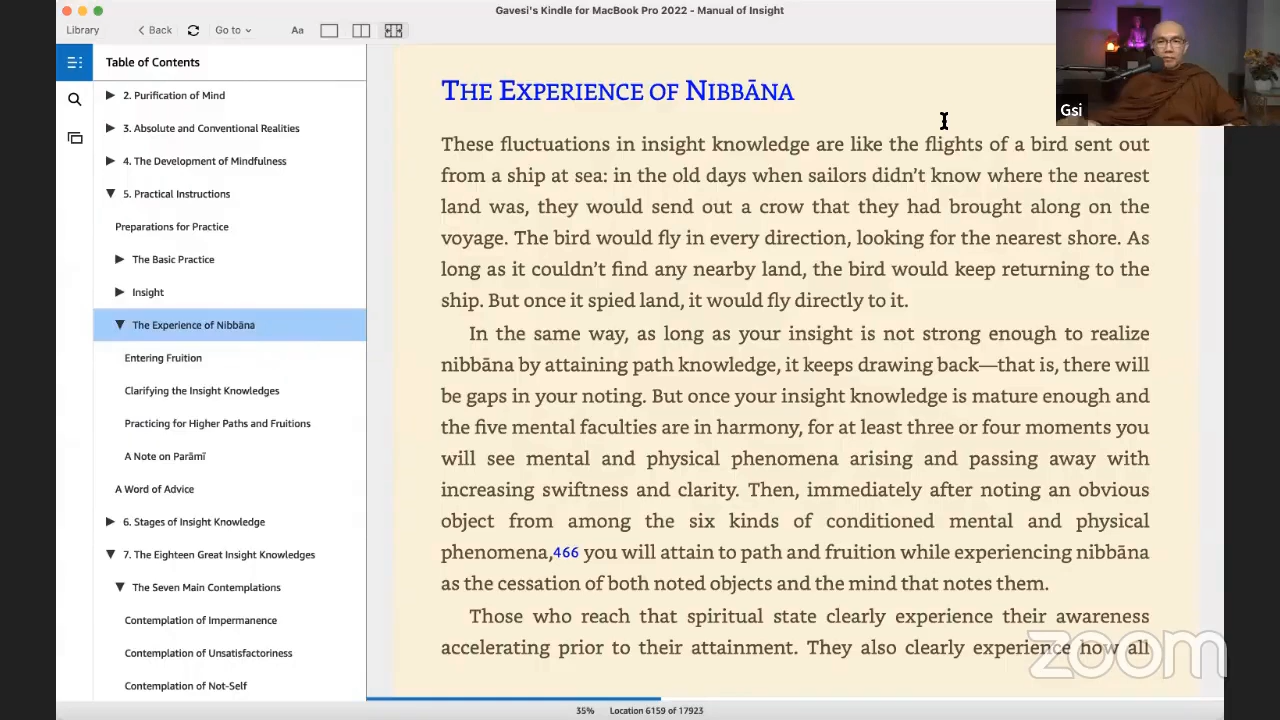 Gavesi's Kindle for MacBook Pro 2022 - Manual of Insight
Library
Back
Go to
Aa
Table of Contents
2. Purification of Mind
3. Absolute and Conventional Realities
4. The Development of Mindfulness
5. Practical Instructions
Preparations for Practice
The Basic Practice
Insight
The Experience of Nibbāna
Entering Fruition
Clarifying the Insight Knowledges
Practicing for Higher Paths and Fruitions
A Note on Parāmī
A Word of Advice
6. Stages of Insight Knowledge
7. The Eighteen Great Insight Knowledges
The Seven Main Contemplations
Contemplation of Impermanence
Contemplation of Unsatisfactoriness
Contemplation of Not-Self
THE EXPERIENCE OF NIBBĀNA
These fluctuations in insight knowledge are like the flights of a bird sent out
from a ship at sea: in the old days when sailors didn't know where the nearest
land was, they would send out a crow that they had brought along on the
voyage. The bird would fly in every direction, looking for the nearest shore. As
long as it couldn't find any nearby land, the bird would keep returning to the
ship. But once it spied land, it would fly directly to it.
In the same way, as long as your insight is not strong enough to realize
nibbāna by attaining path knowledge, it keeps drawing back—that is, there will
be gaps in your noting. But once your insight knowledge is mature enough and
the five mental faculties are in harmony, for at least three or four moments you
will see mental and physical phenomena arising and passing away with
increasing swiftness and clarity. Then, immediately after noting an obvious
object from among the six kinds of conditioned mental and physical
phenomena,466 you will attain to path and fruition while experiencing nibbāna
as the cessation of both noted objects and the mind that notes them.
Those who reach that spiritual state clearly experience their awareness
accelerating prior to their attainment. They also clearly experience how all
35% Location 6159 of 17923
Gsi
zoom